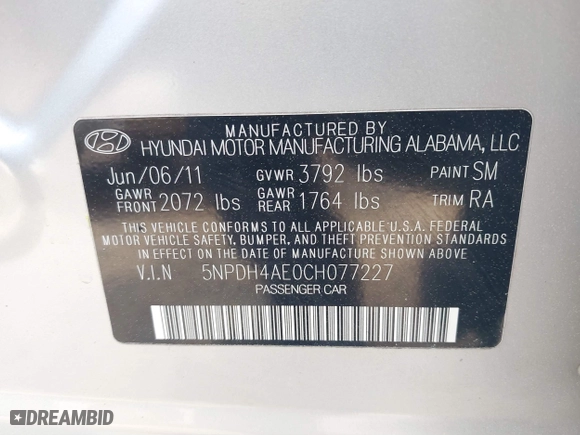 MANUFACTURED BY
HYUNDAI MOTOR MANUFACTURING ALABAMA, LLC
Jun/06/11 GVWR 3792 lbs PAINT SM
GAWR FRONT 2072 lbs GAWR REAR 1764 lbs TRIM RA
THIS VEHICLE CONFORMS TO ALL APPLICABLE U.S.A. FEDERAL
MOTOR VEHICLE SAFETY, BUMPER, AND THEFT PREVENTION
STANDARDS IN EFFECT ON THE DATE OF MANUFACTURE SHOWN ABOVE.
V.I.N 5NPDH4AE0CH077227
PASSENGER CAR
DREAMBID